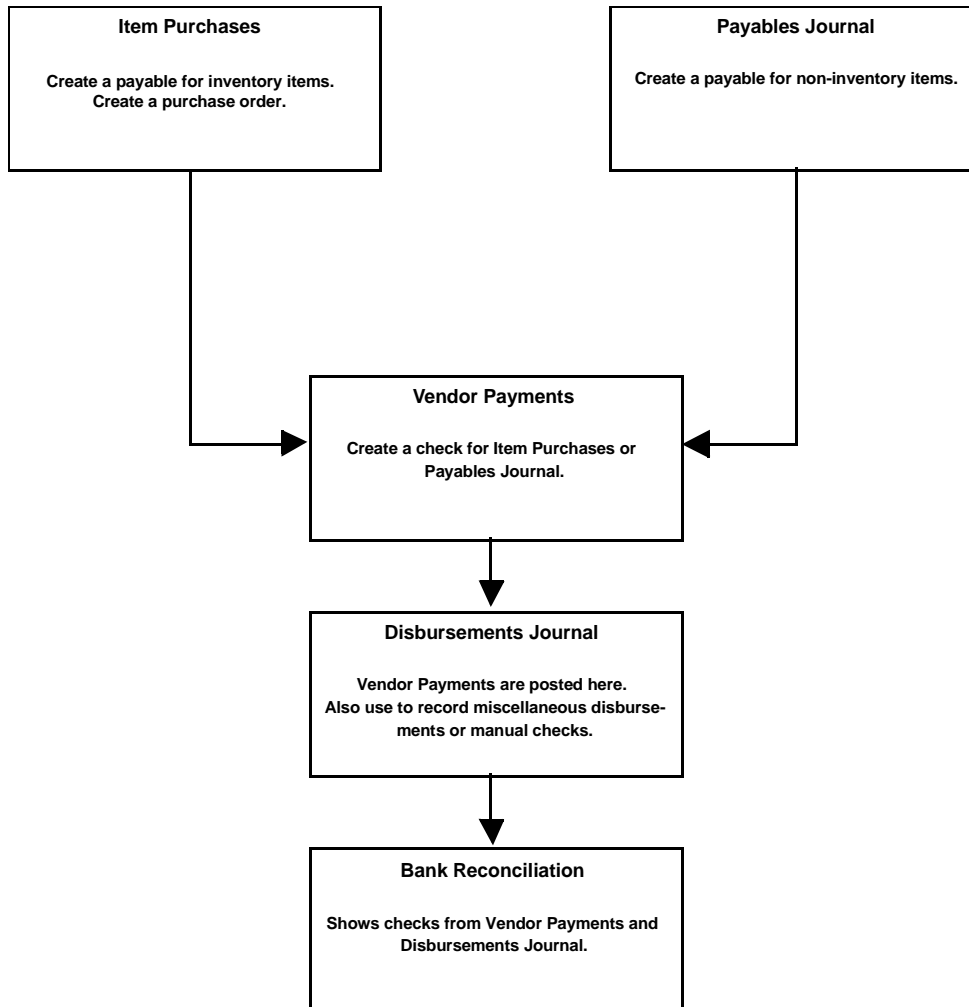 Item Purchases
Create a payable for inventory items.
Create a purchase order.
Payables Journal
Create a payable for non-inventory items.
Vendor Payments
Create a check for Item Purchases or
Payables Journal.
Disbursements Journal
Vendor Payments are posted here.
Also use to record miscellaneous disburse-
ments or manual checks.
Bank Reconciliation
Shows checks from Vendor Payments and
Disbursements Journal.